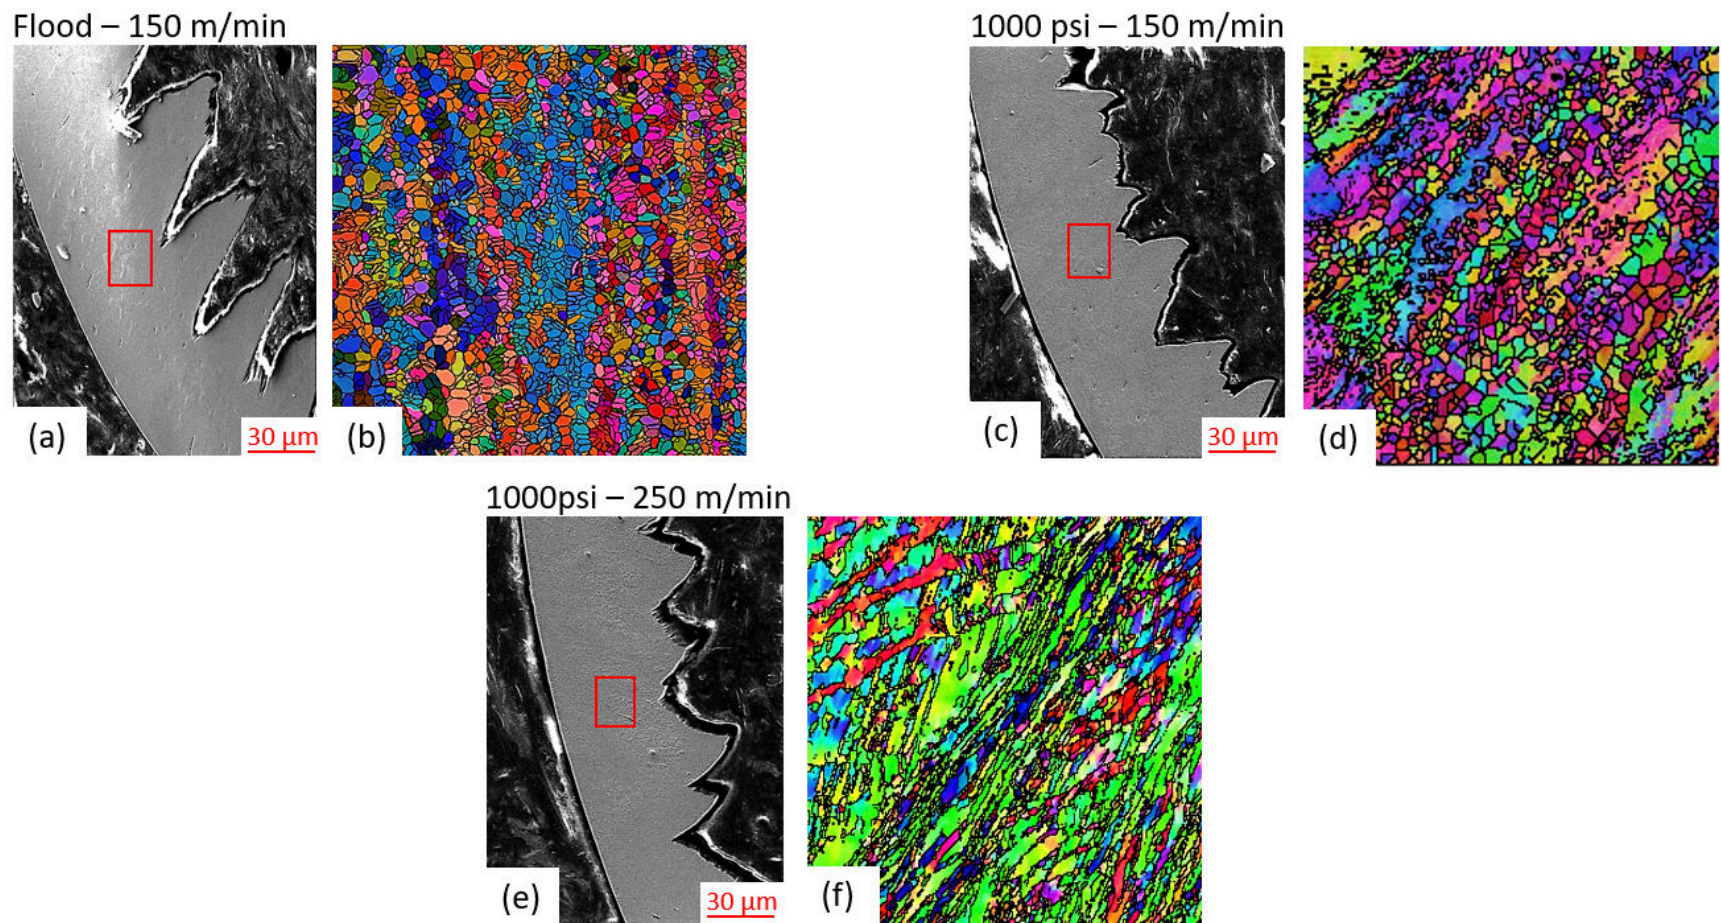 Flood – 150 m/min
1000 psi – 150 m/min
(a)
30 µm
(b)
(c)
30 µm
(d)
1000psi – 250 m/min
(e)
30 µm
(f)